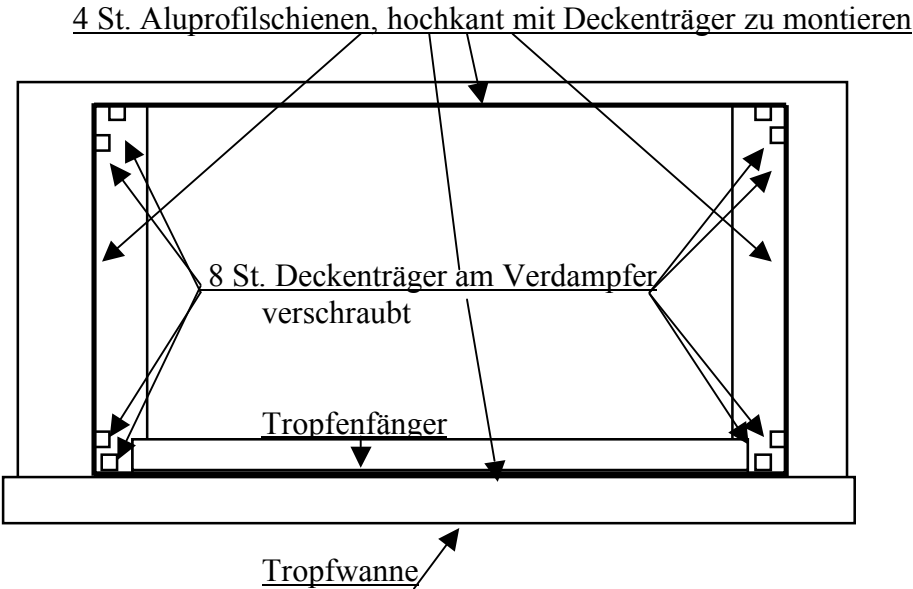 4 St. Aluprofilschienen, hochkant mit Deckenträger zu montieren
8 St. Deckenträger am Verdampfer
verschraubt
Tropfenfänger
Tropfwanne